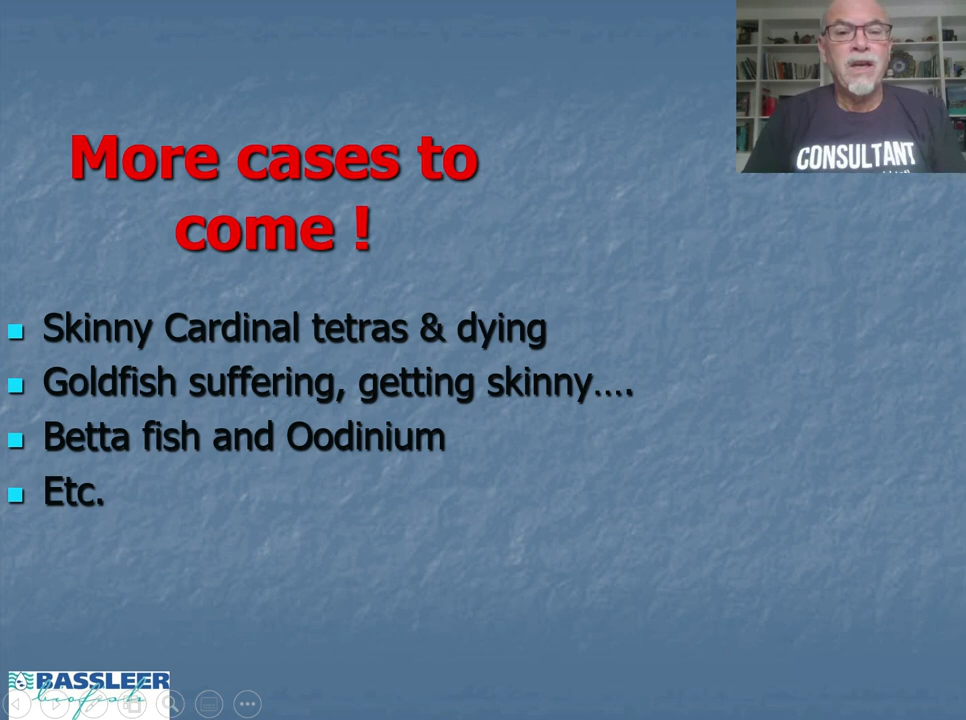 CONSULTANT
More cases to
come !
Skinny Cardinal tetras & dying
Goldfish suffering, getting skinny....
Betta fish and Oodinium
Etc.
BASSLEER
biofish